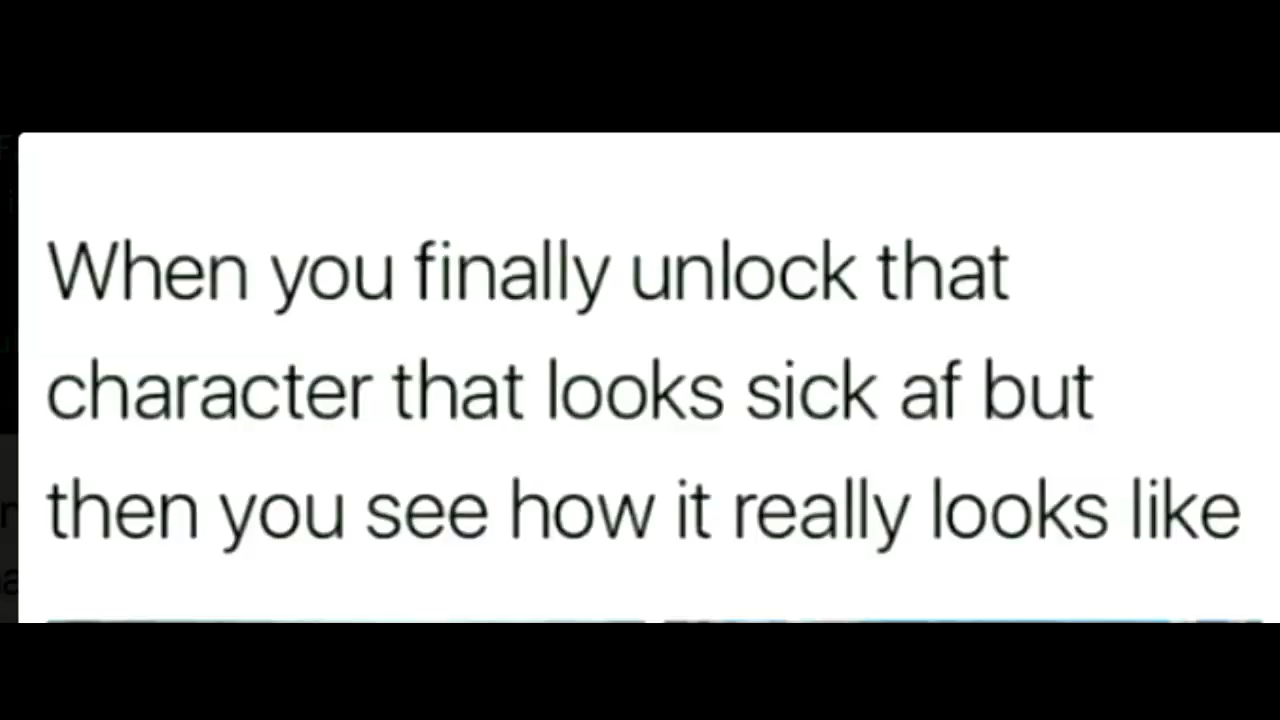 When you finally unlock that
character that looks sick af but
then you see how it really looks like